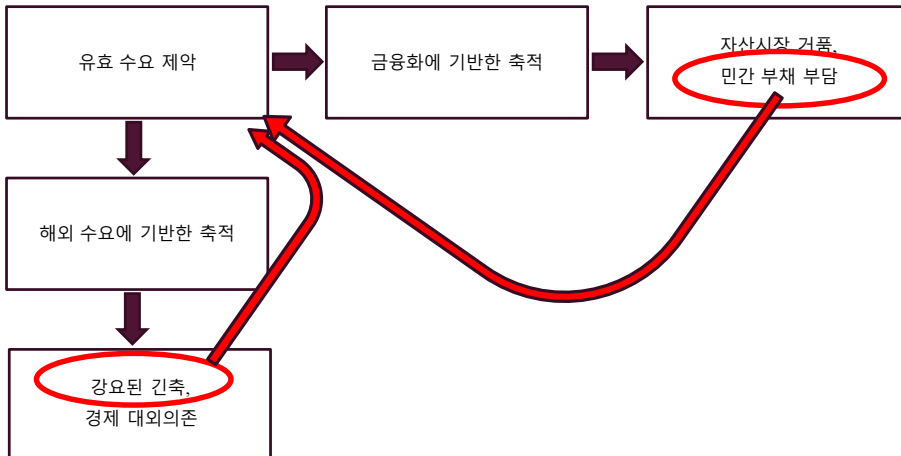 유효 수요 제약
금융화에 기반한 축적
자산시장 거품,
민간 부채 부담
해외 수요에 기반한 축적
강요된 긴축,
경제 대외의존